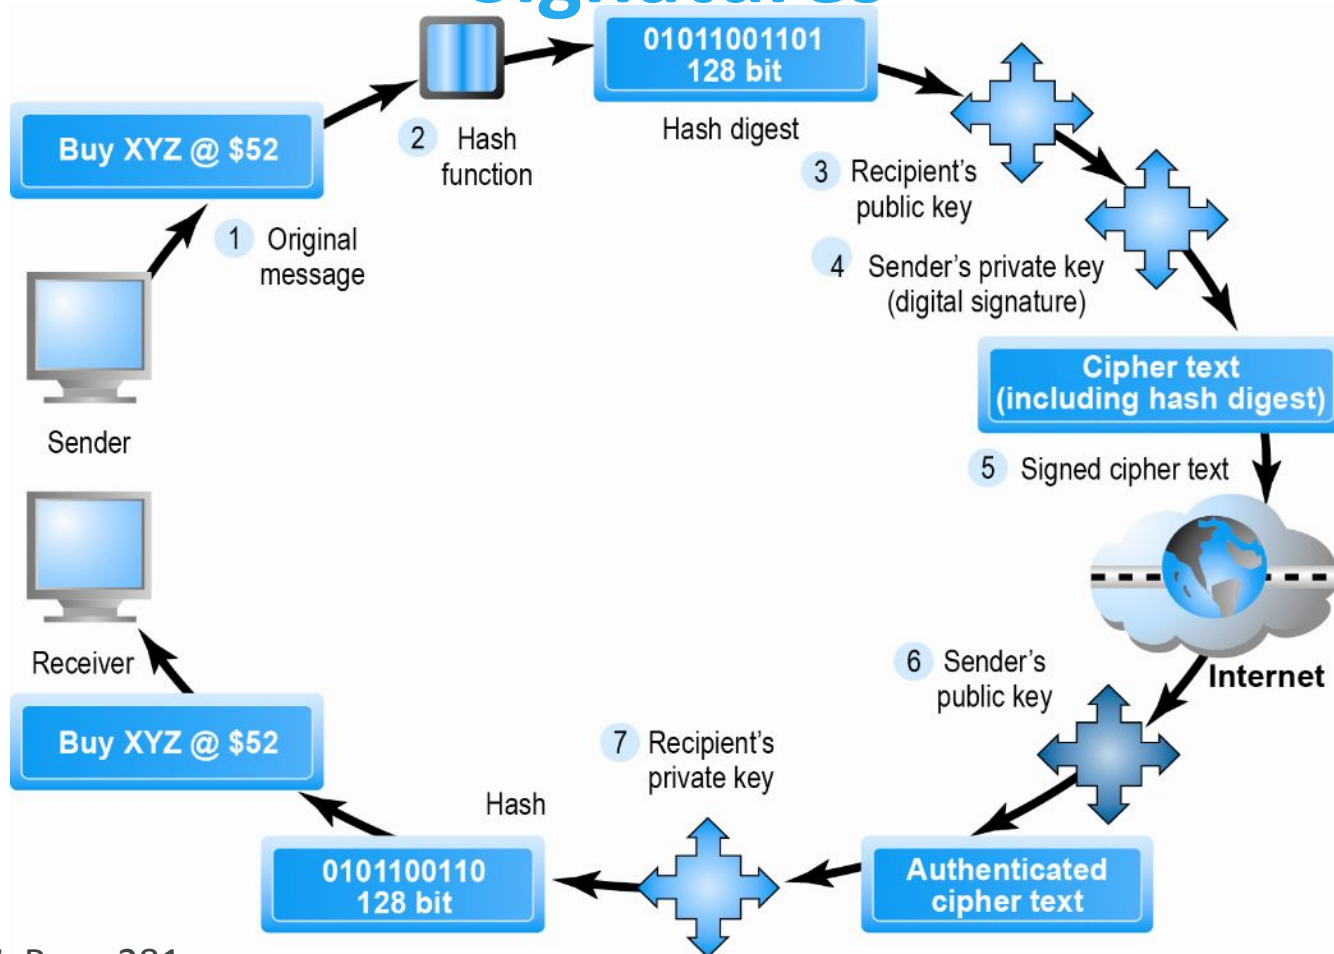 Signatures
01011001101
128 bit
Hash digest
Buy XYZ @ $52
2 Hash
function
3 Recipient's
public key
1 Original
message
4 Sender's private key
(digital signature)
Cipher text
(including hash digest)
Sender
5 Signed cipher text
Internet
6 Sender's
public key
Receiver
Buy XYZ @ $52
7 Recipient's
private key
Hash
0101100110
128 bit
Authenticated
cipher text
281